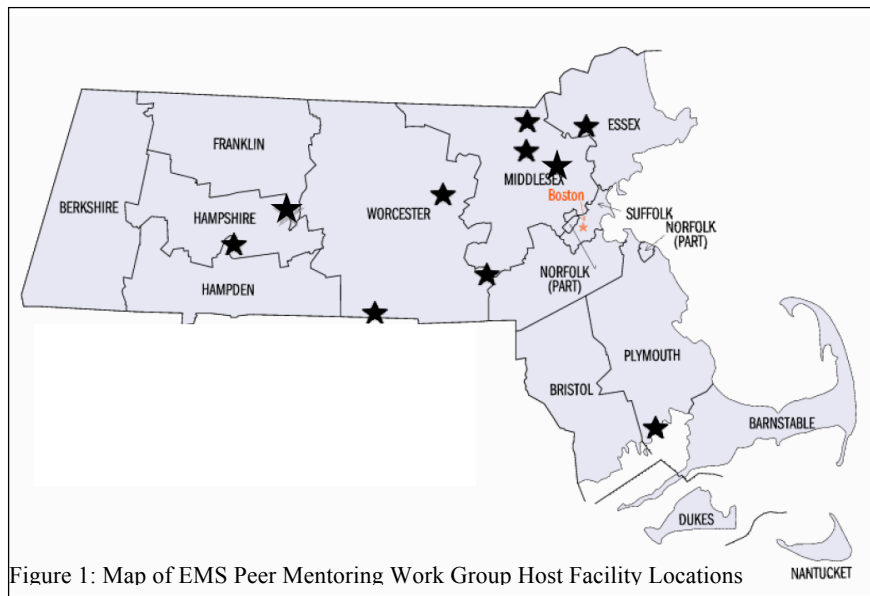 ESSEX
FRANKLIN
MIDDLESEX
BERKSHIRE
Boston
HAMPSHIRE
WORCESTER
SUFFOLK
NORFOLK
(PART)
NORFOLK
(PART)
HAMPDEN
PLYMOUTH
BRISTOL
BARNSTABLE
DUKES
NANTUCKET
Figure 1: Map of EMS Peer Mentoring Work Group Host Facility Locations